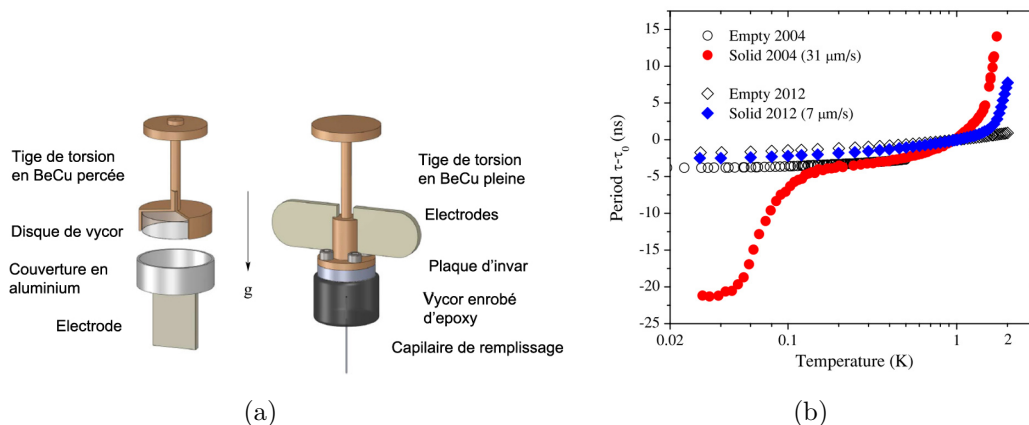 Tige de torsion
en BeCu percée
Disque de vycor
Couverture en
aluminium
Electrode
g
Tige de torsion
en BeCu pleine
Electrodes
Plaque d'invar
Vycor enrobé
d'epoxy
Capilaire de remplissage
(a)
Period τ-τ₀ (ns)
15
10
5
0
-5
-10
-15
-20
-25
Empty 2004
Solid 2004 (31 μm/s)
Empty 2012
Solid 2012 (7 μm/s)
0.02
0.1
1
2
Temperature (K)
(b)